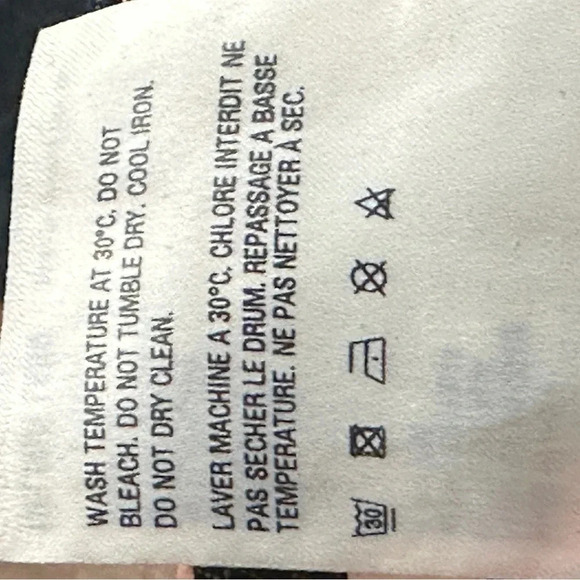 WASH TEMPERATURE AT 30°C. DO NOT
BLEACH. DO NOT TUMBLE DRY. COOL IRON.
DO NOT DRY CLEAN.
LAVER MACHINE A 30°C. CHLORE INTERDIT NE
PAS SECHER LE DRUM. REPASSAGE A BASSE
TEMPERATURE. NE PAS NETTOYER A SEC.
30